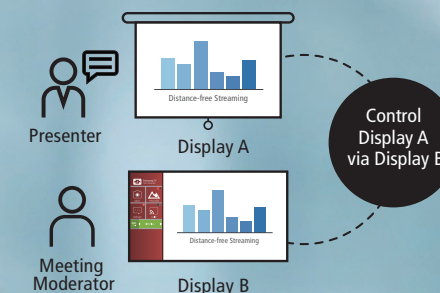 Distance-free Streaming
Presenter
Display A
Control
Display A
via Display B
Distance-free Streaming
Meeting
Moderator
Display B